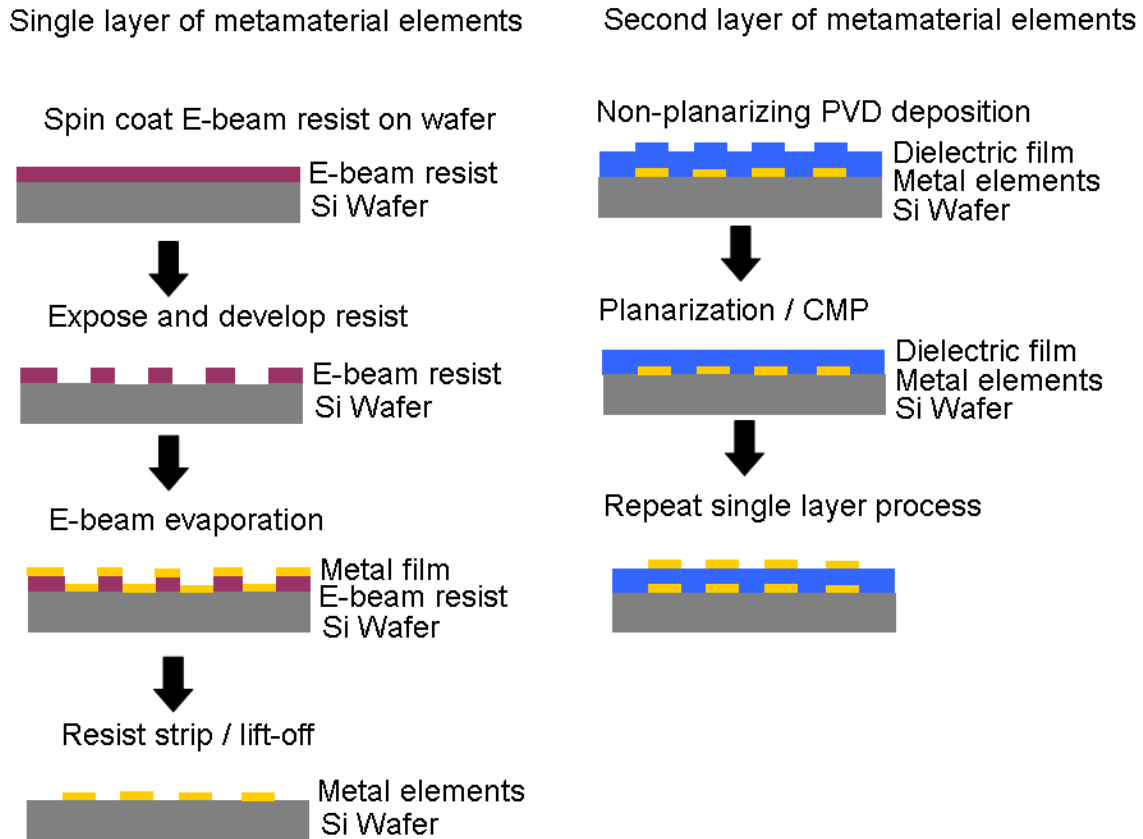 Single layer of metamaterial elements
Spin coat E-beam resist on wafer
E-beam resist
Si Wafer
Expose and develop resist
E-beam resist
Si Wafer
E-beam evaporation
Metal film
E-beam resist
Si Wafer
Resist strip / lift-off
Metal elements
Si Wafer
Second layer of metamaterial elements
Non-planarizing PVD deposition
Dielectric film
Metal elements
Si Wafer
Planarization / CMP
Dielectric film
Metal elements
Si Wafer
Repeat single layer process